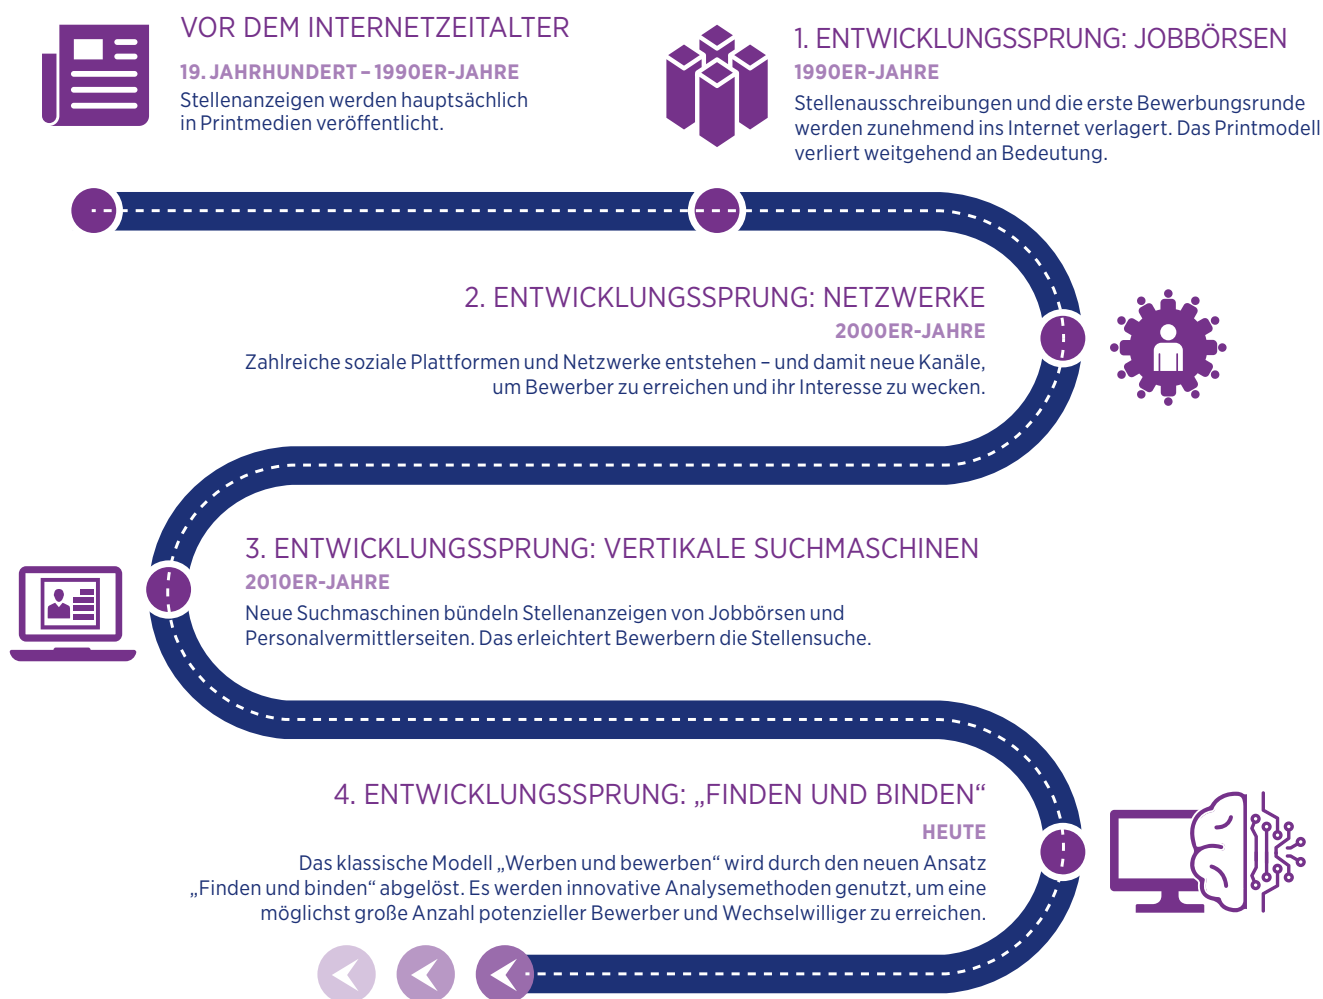 VOR DEM INTERNETZEITALTER
19. JAHRHUNDERT – 1990ER-JAHRE
Stellenanzeigen werden hauptsächlich
in Printmedien veröffentlicht.
1. ENTWICKLUNGSSPRUNG: JOBBÖRSEN
1990ER-JAHRE
Stellenausschreibungen und die erste Bewerbungsrunde
werden zunehmend ins Internet verlagert. Das Printmodell
verliert weitgehend an Bedeutung.
2. ENTWICKLUNGSSPRUNG: NETZWERKE
2000ER-JAHRE
Zahlreiche soziale Plattformen und Netzwerke entstehen – und damit neue Kanäle,
um Bewerber zu erreichen und ihr Interesse zu wecken.
3. ENTWICKLUNGSSPRUNG: VERTIKALE SUCHMASCHINEN
2010ER-JAHRE
Neue Suchmaschinen bündeln Stellenanzeigen von Jobbörsen und
Personalvermittlerseiten. Das erleichtert Bewerbern die Stellensuche.
4. ENTWICKLUNGSSPRUNG: „FINDEN UND BINDEN“
HEUTE
Das klassische Modell „Werben und bewerben“ wird durch den neuen Ansatz
„Finden und binden“ abgelöst. Es werden innovative Analysemethoden genutzt, um eine
möglichst große Anzahl potenzieller Bewerber und Wechselwilliger zu erreichen.